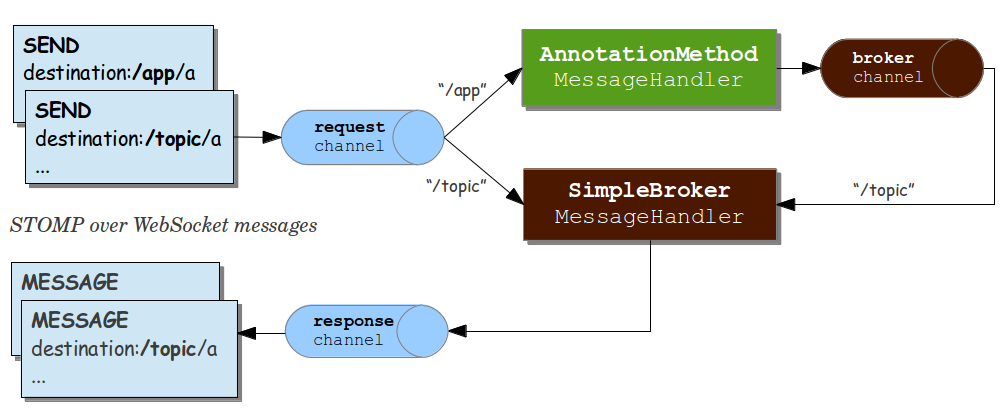 SEND
destination:/app/a
SEND
destination:/topic/a
...
request
channel
“/app”
“/topic”
AnnotationMethod
MessageHandler
broker
channel
SimpleBroker
MessageHandler
“/topic”
STOMP over WebSocket messages
MESSAGE
MESSAGE
destination:/topic/a
...
response
channel